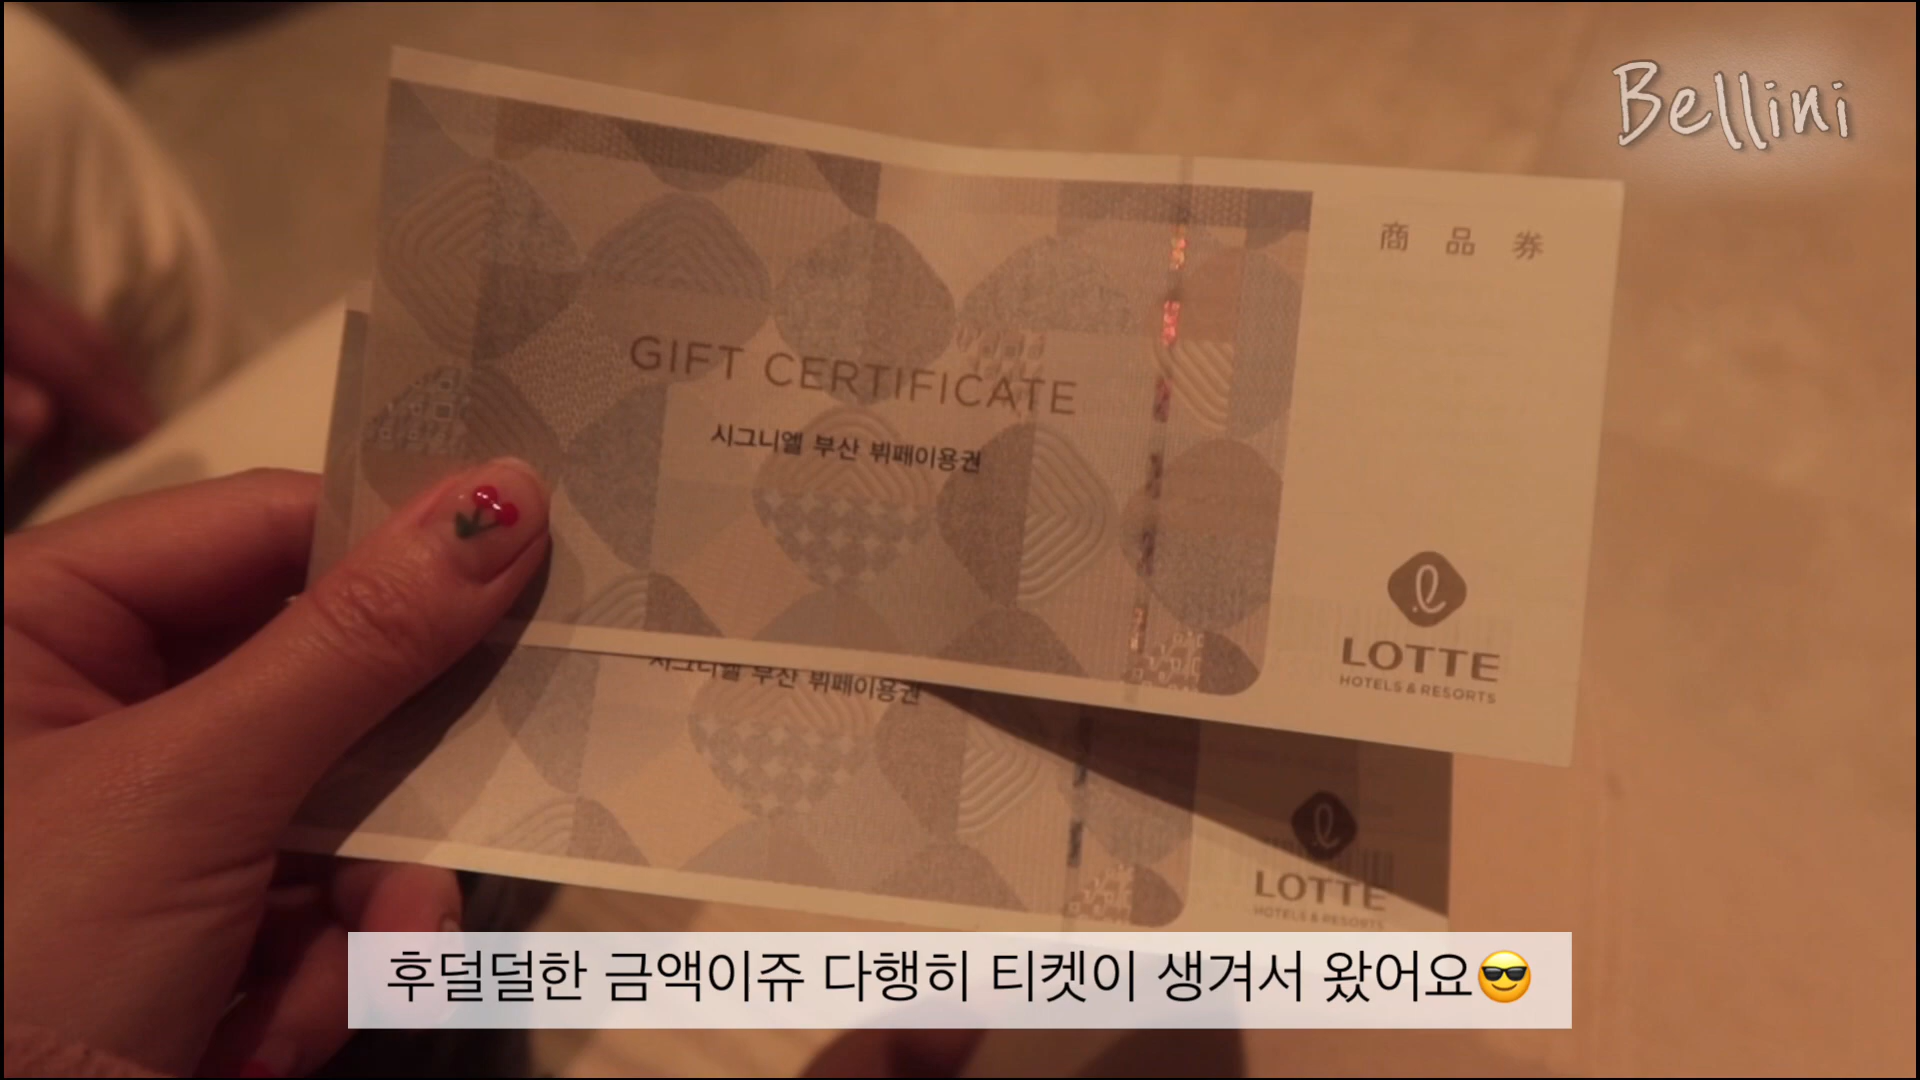 Bellini
商品券
GIFT CERTIFICATE
시그니엘 부산 뷔페이용권
LOTTE
HOTELS & RESORTS
시그니엘 부산 뷔페이용권
LOTTE
HOTELS & RESORTS
후덜덜한 금액이쥬 다행히 티켓이 생겨서 왔어요😎